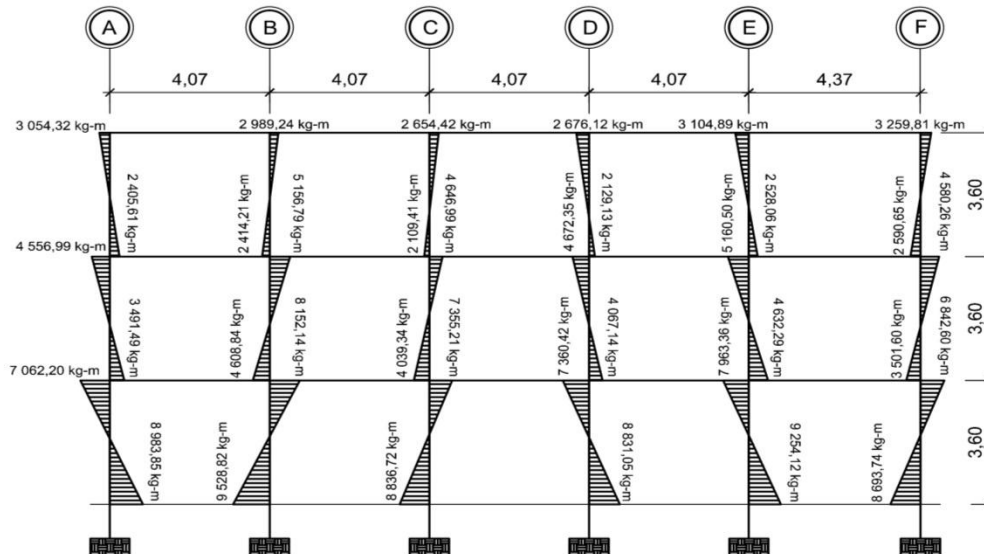 A B C D E F
4,07 4,07 4,07 4,07 4,37
3 054,32 kg-m 2 989,24 kg-m 2 654,42 kg-m 2 676,12 kg-m 3 104,89 kg-m 3 259,81 kg-m
2 405,61 kg-m
2 414,21 kg-m
5 156,79 kg-m
2 109,41 kg-m
4 646,99 kg-m
4 672,35 kg-m
2 129,13 kg-m
5 160,50 kg-m
2 528,06 kg-m
2 590,65 kg-m
4 580,26 kg-m
3,60
4 556,99 kg-m
3 491,49 kg-m
4 608,84 kg-m
8 152,14 kg-m
4 039,34 kg-m
7 355,21 kg-m
7 360,42 kg-m
4 067,14 kg-m
7 963,36 kg-m
4 632,29 kg-m
3 501,60 kg-m
6 842,60 kg-m
3,60
7 062,20 kg-m
8 983,85 kg-m
9 528,82 kg-m
8 836,72 kg-m
8 831,05 kg-m
9 254,12 kg-m
8 693,74 kg-m
3,60